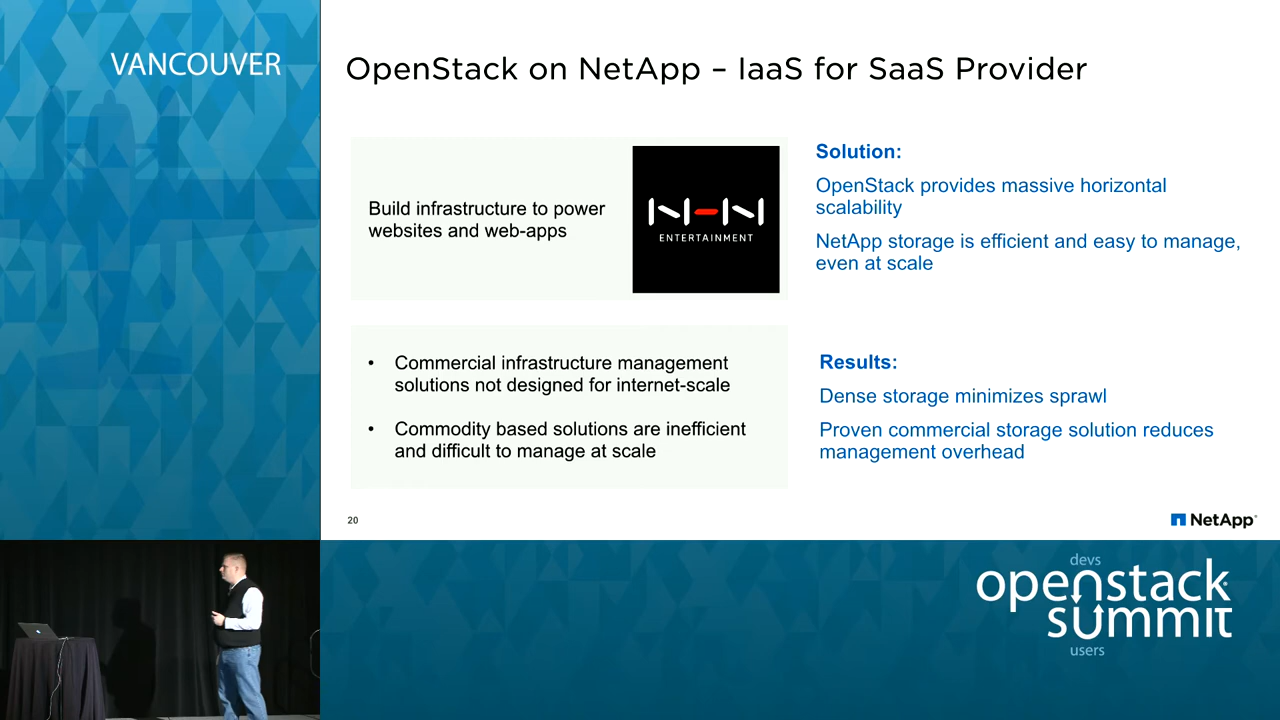 VANCOUVER
OpenStack on NetApp – IaaS for SaaS Provider
Build infrastructure to power
websites and web-apps
N-N
ENTERTAINMENT
Solution:
OpenStack provides massive horizontal
scalability
NetApp storage is efficient and easy to manage,
even at scale
• Commercial infrastructure management
solutions not designed for internet-scale
• Commodity based solutions are inefficient
and difficult to manage at scale
Results:
Dense storage minimizes sprawl
Proven commercial storage solution reduces
management overhead
20
NetApp
devs
openstack
summit
users